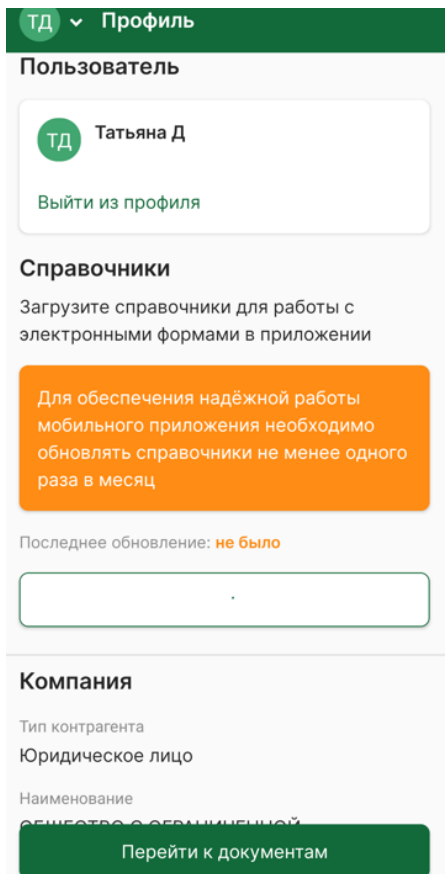 ТД Профиль
Пользователь
ТД Татьяна Д
Выйти из профиля
Справочники
Загрузите справочники для работы с
электронными формами в приложении
Для обеспечения надёжной работы
мобильного приложения необходимо
обновлять справочники не менее одного
раза в месяц
Последнее обновление: не было
.
Компания
Тип контрагента
Юридическое лицо
Наименование
ОБЩЕСТВО С ОГРАНИЧЕННОЙ
Перейти к документам